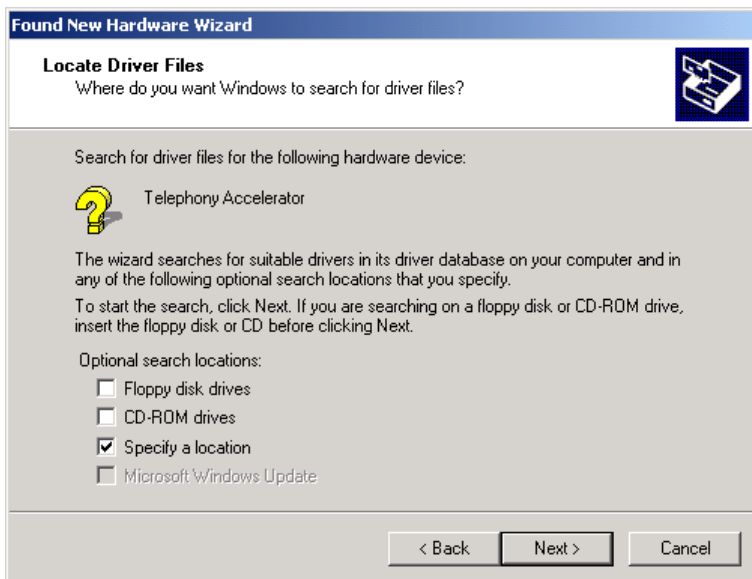 Found New Hardware Wizard
Locate Driver Files
Where do you want Windows to search for driver files?
Search for driver files for the following hardware device:
Telephony Accelerator
The wizard searches for suitable drivers in its driver database on your computer and in
any of the following optional search locations that you specify.
To start the search, click Next. If you are searching on a floppy disk or CD-ROM drive,
insert the floppy disk or CD before clicking Next.
Optional search locations:
Floppy disk drives
CD-ROM drives
Specify a location
Microsoft Windows Update
< Back Next > Cancel